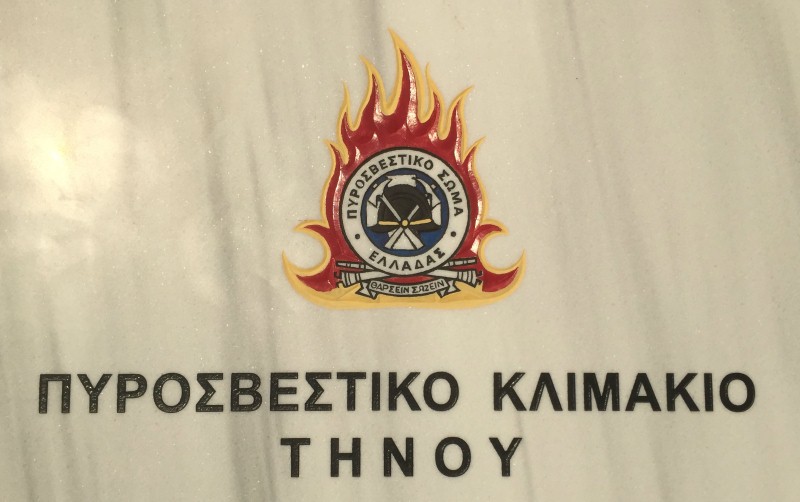 ΠΥΡΟΣΒΕΣΤΙΚΟ ΣΩΜΑ
ΕΛΛΑΔΑΣ
ΘΑΡΣΕΙΝ ΣΩΖΕΙΝ
ΠΥΡΟΣΒΕΣΤΙΚΟ ΚΛΙΜΑΚΙΟ
ΤΗΝΟΥ